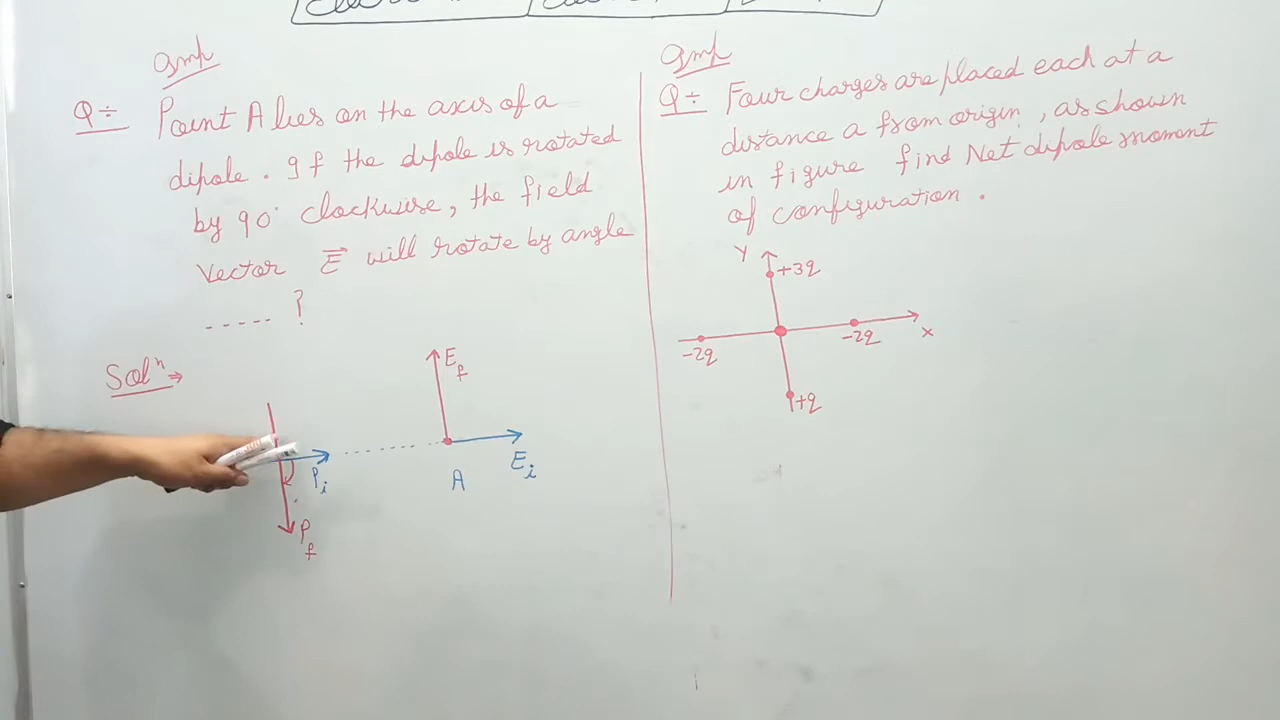 Imp
Q÷ Point A lies on the axis of a
dipole. If the dipole is rotated
by 90° clockwise, the field
Vector E⃗ will rotate by angle
----- ?
Solⁿ ⇒
E_f
P_i
A
E_i
P_f
Imp
Q÷ Four charges are placed each at a
distance a from origin, as shown
in figure find Net dipole moment
of configuration.
Y
+3q
-2q
-2q
x
+q